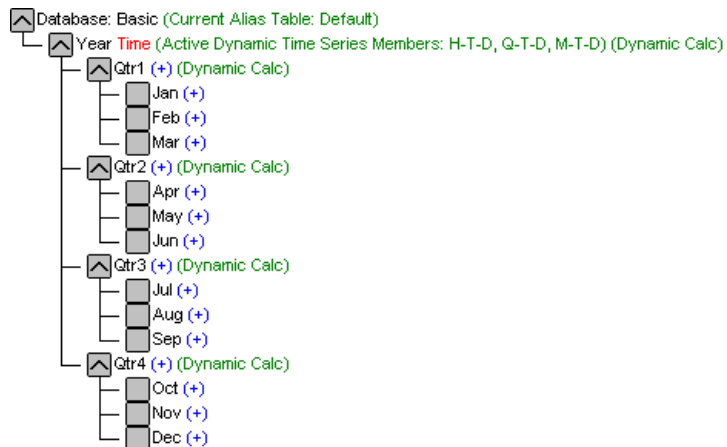 Database: Basic (Current Alias Table: Default)
Year Time (Active Dynamic Time Series Members: H-T-D, Q-T-D, M-T-D) (Dynamic Calc)
Qtr1 (+) (Dynamic Calc)
Jan (+)
Feb (+)
Mar (+)
Qtr2 (+) (Dynamic Calc)
Apr (+)
May (+)
Jun (+)
Qtr3 (+) (Dynamic Calc)
Jul (+)
Aug (+)
Sep (+)
Qtr4 (+) (Dynamic Calc)
Oct (+)
Nov (+)
Dec (+)